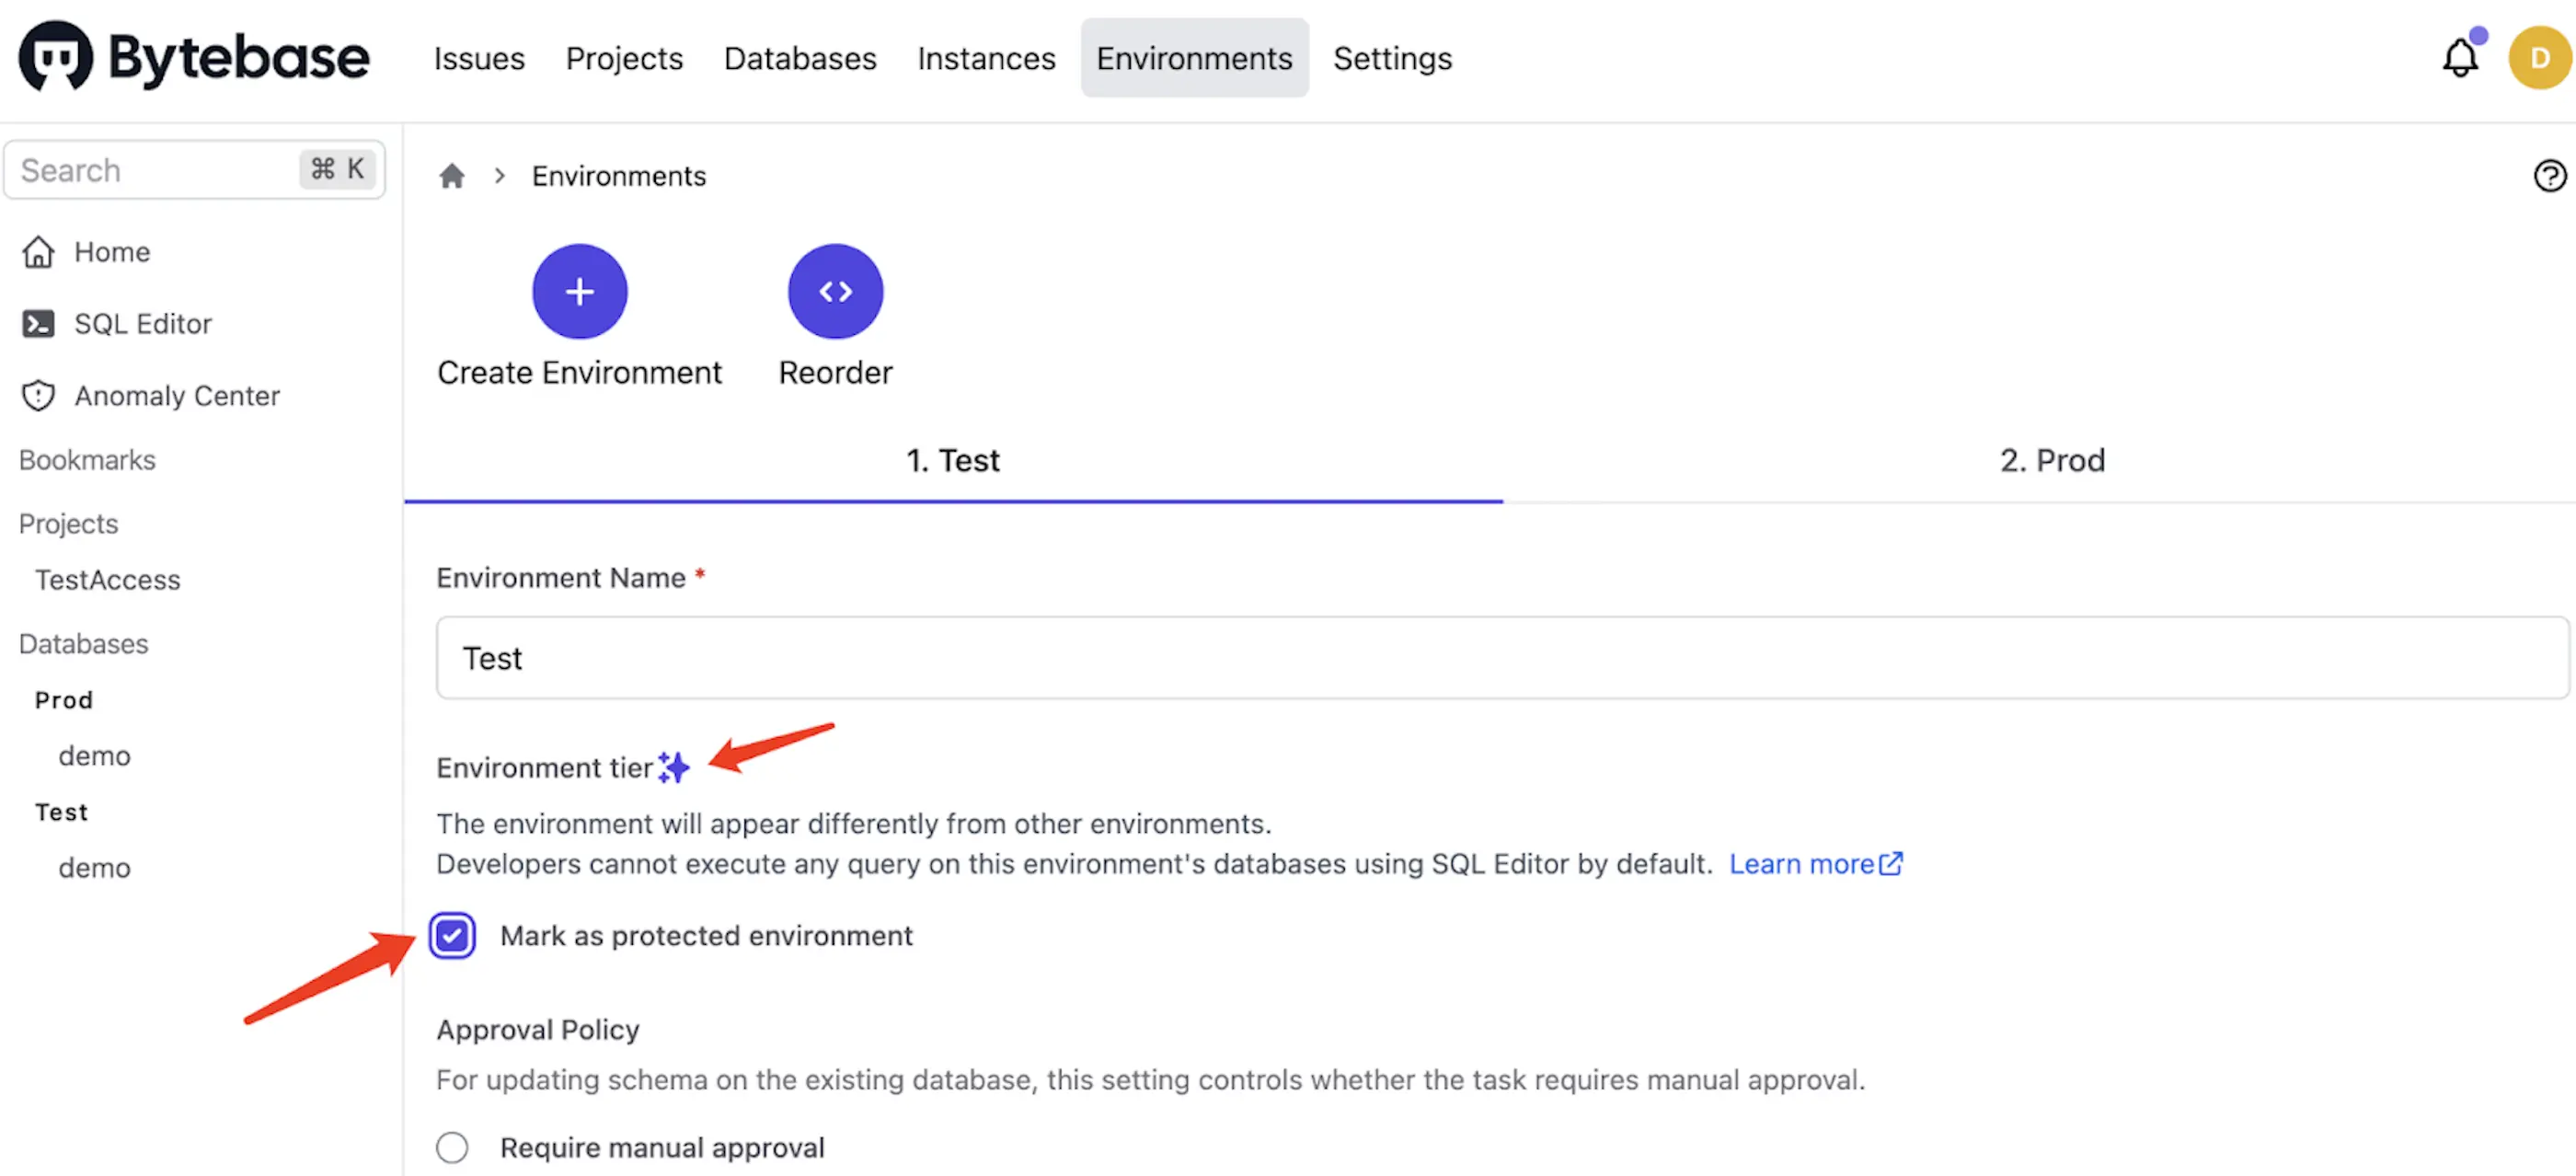 Bytebase Issues Projects Databases Instances Environments Settings D
Search ⌘ K
Home
SQL Editor
Anomaly Center
Bookmarks
Projects
TestAccess
Databases
Prod
demo
Test
demo
Environments
Create Environment Reorder
1. Test 2. Prod
Environment Name *
Test
Environment tier
The environment will appear differently from other environments.
Developers cannot execute any query on this environment's databases using SQL Editor by default. Learn more
Mark as protected environment
Approval Policy
For updating schema on the existing database, this setting controls whether the task requires manual approval.
Require manual approval